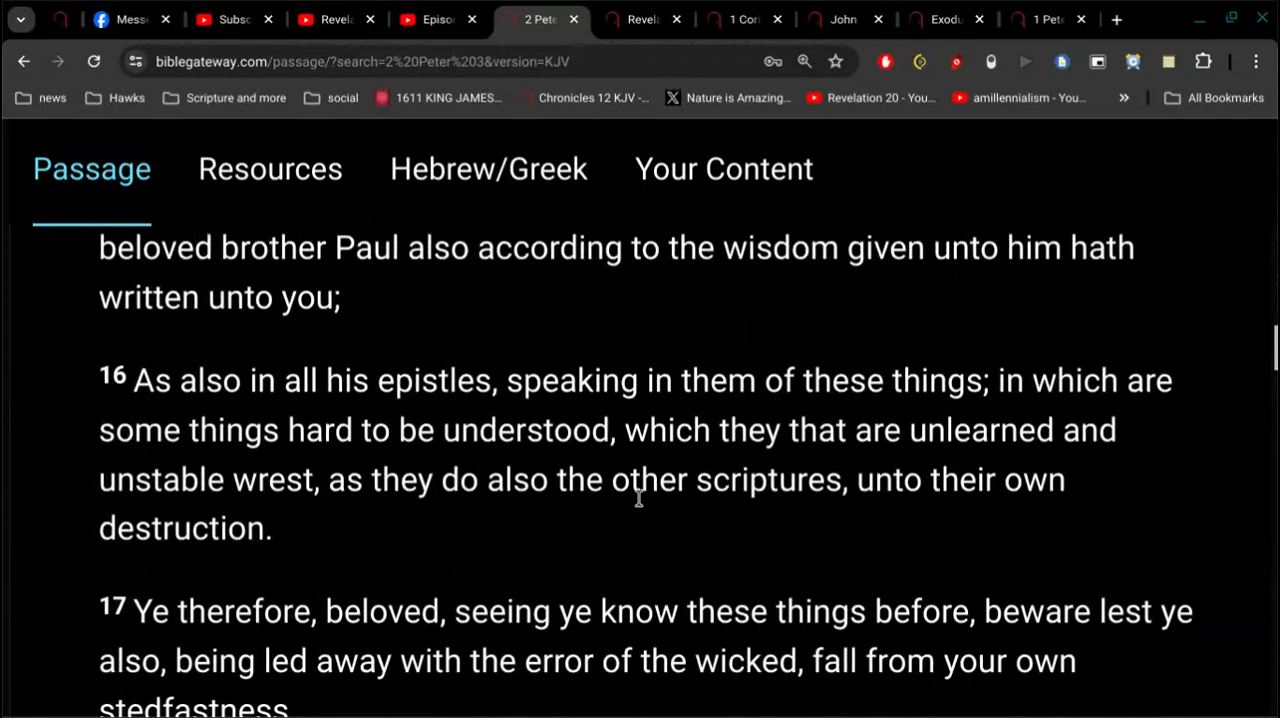 Mess
Subsc
Revela
Episor
2 Pete
Revela
1 Cori
John
Exodu
1 Pete
biblegateway.com/passage/?search=2%20Peter%203&version=KJV
news
Hawks
Scripture and more
social
1611 KING JAMES...
Chronicles 12 KJV -...
Nature is Amazing...
Revelation 20 - You...
amillennialism - You...
»
All Bookmarks
Passage
Resources
Hebrew/Greek
Your Content
beloved brother Paul also according to the wisdom given unto him hath
written unto you;
16 As also in all his epistles, speaking in them of these things; in which are
some things hard to be understood, which they that are unlearned and
unstable wrest, as they do also the other scriptures, unto their own
destruction.
17 Ye therefore, beloved, seeing ye know these things before, beware lest ye
also, being led away with the error of the wicked, fall from your own
stedfastness